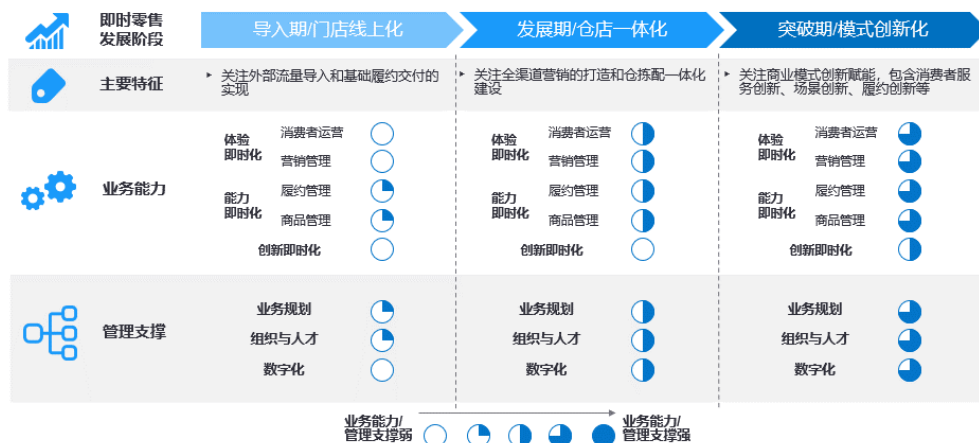 即时零售
发展阶段
导入期/门店线上化
发展期/仓店一体化
突破期/模式创新化
主要特征
关注外部流量导入和基础履约交付的
实现
关注全渠道营销的打造和仓拣配一体化
建设
关注商业模式创新赋能，包含消费者服
务创新、场景创新、履约创新等
业务能力
体验
即时化
消费者运营
营销管理
能力
即时化
履约管理
商品管理
创新即时化
体验
即时化
消费者运营
营销管理
能力
即时化
履约管理
商品管理
创新即时化
体验
即时化
消费者运营
营销管理
能力
即时化
履约管理
商品管理
创新即时化
管理支撑
业务规划
组织与人才
数字化
业务规划
组织与人才
数字化
业务规划
组织与人才
数字化
业务能力/
管理支撑弱
业务能力/
管理支撑强